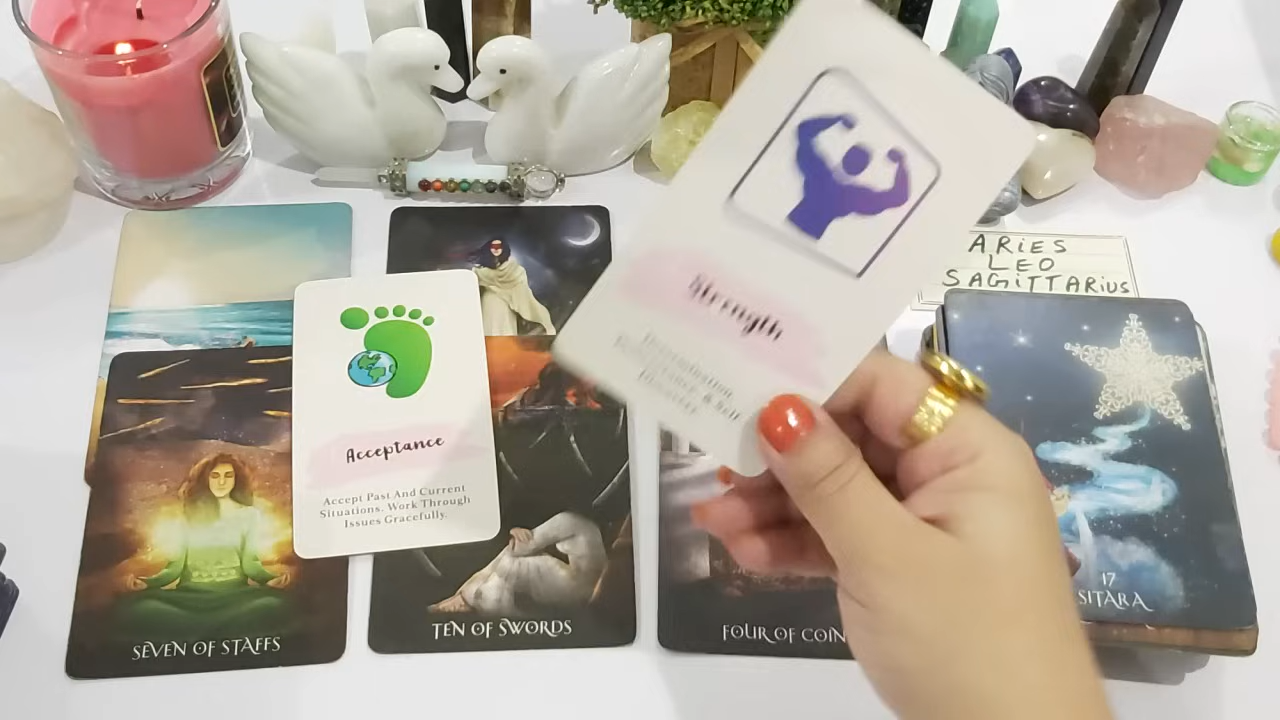 ARiES
LEO
SAGiTTARius
Strength
Acceptance
Accept Past And Current
Situations. Work Through
Issues Gracefully.
17
SITARA
SEVEN OF STAFFS
TEN OF SWORDS
FOUR OF COIN